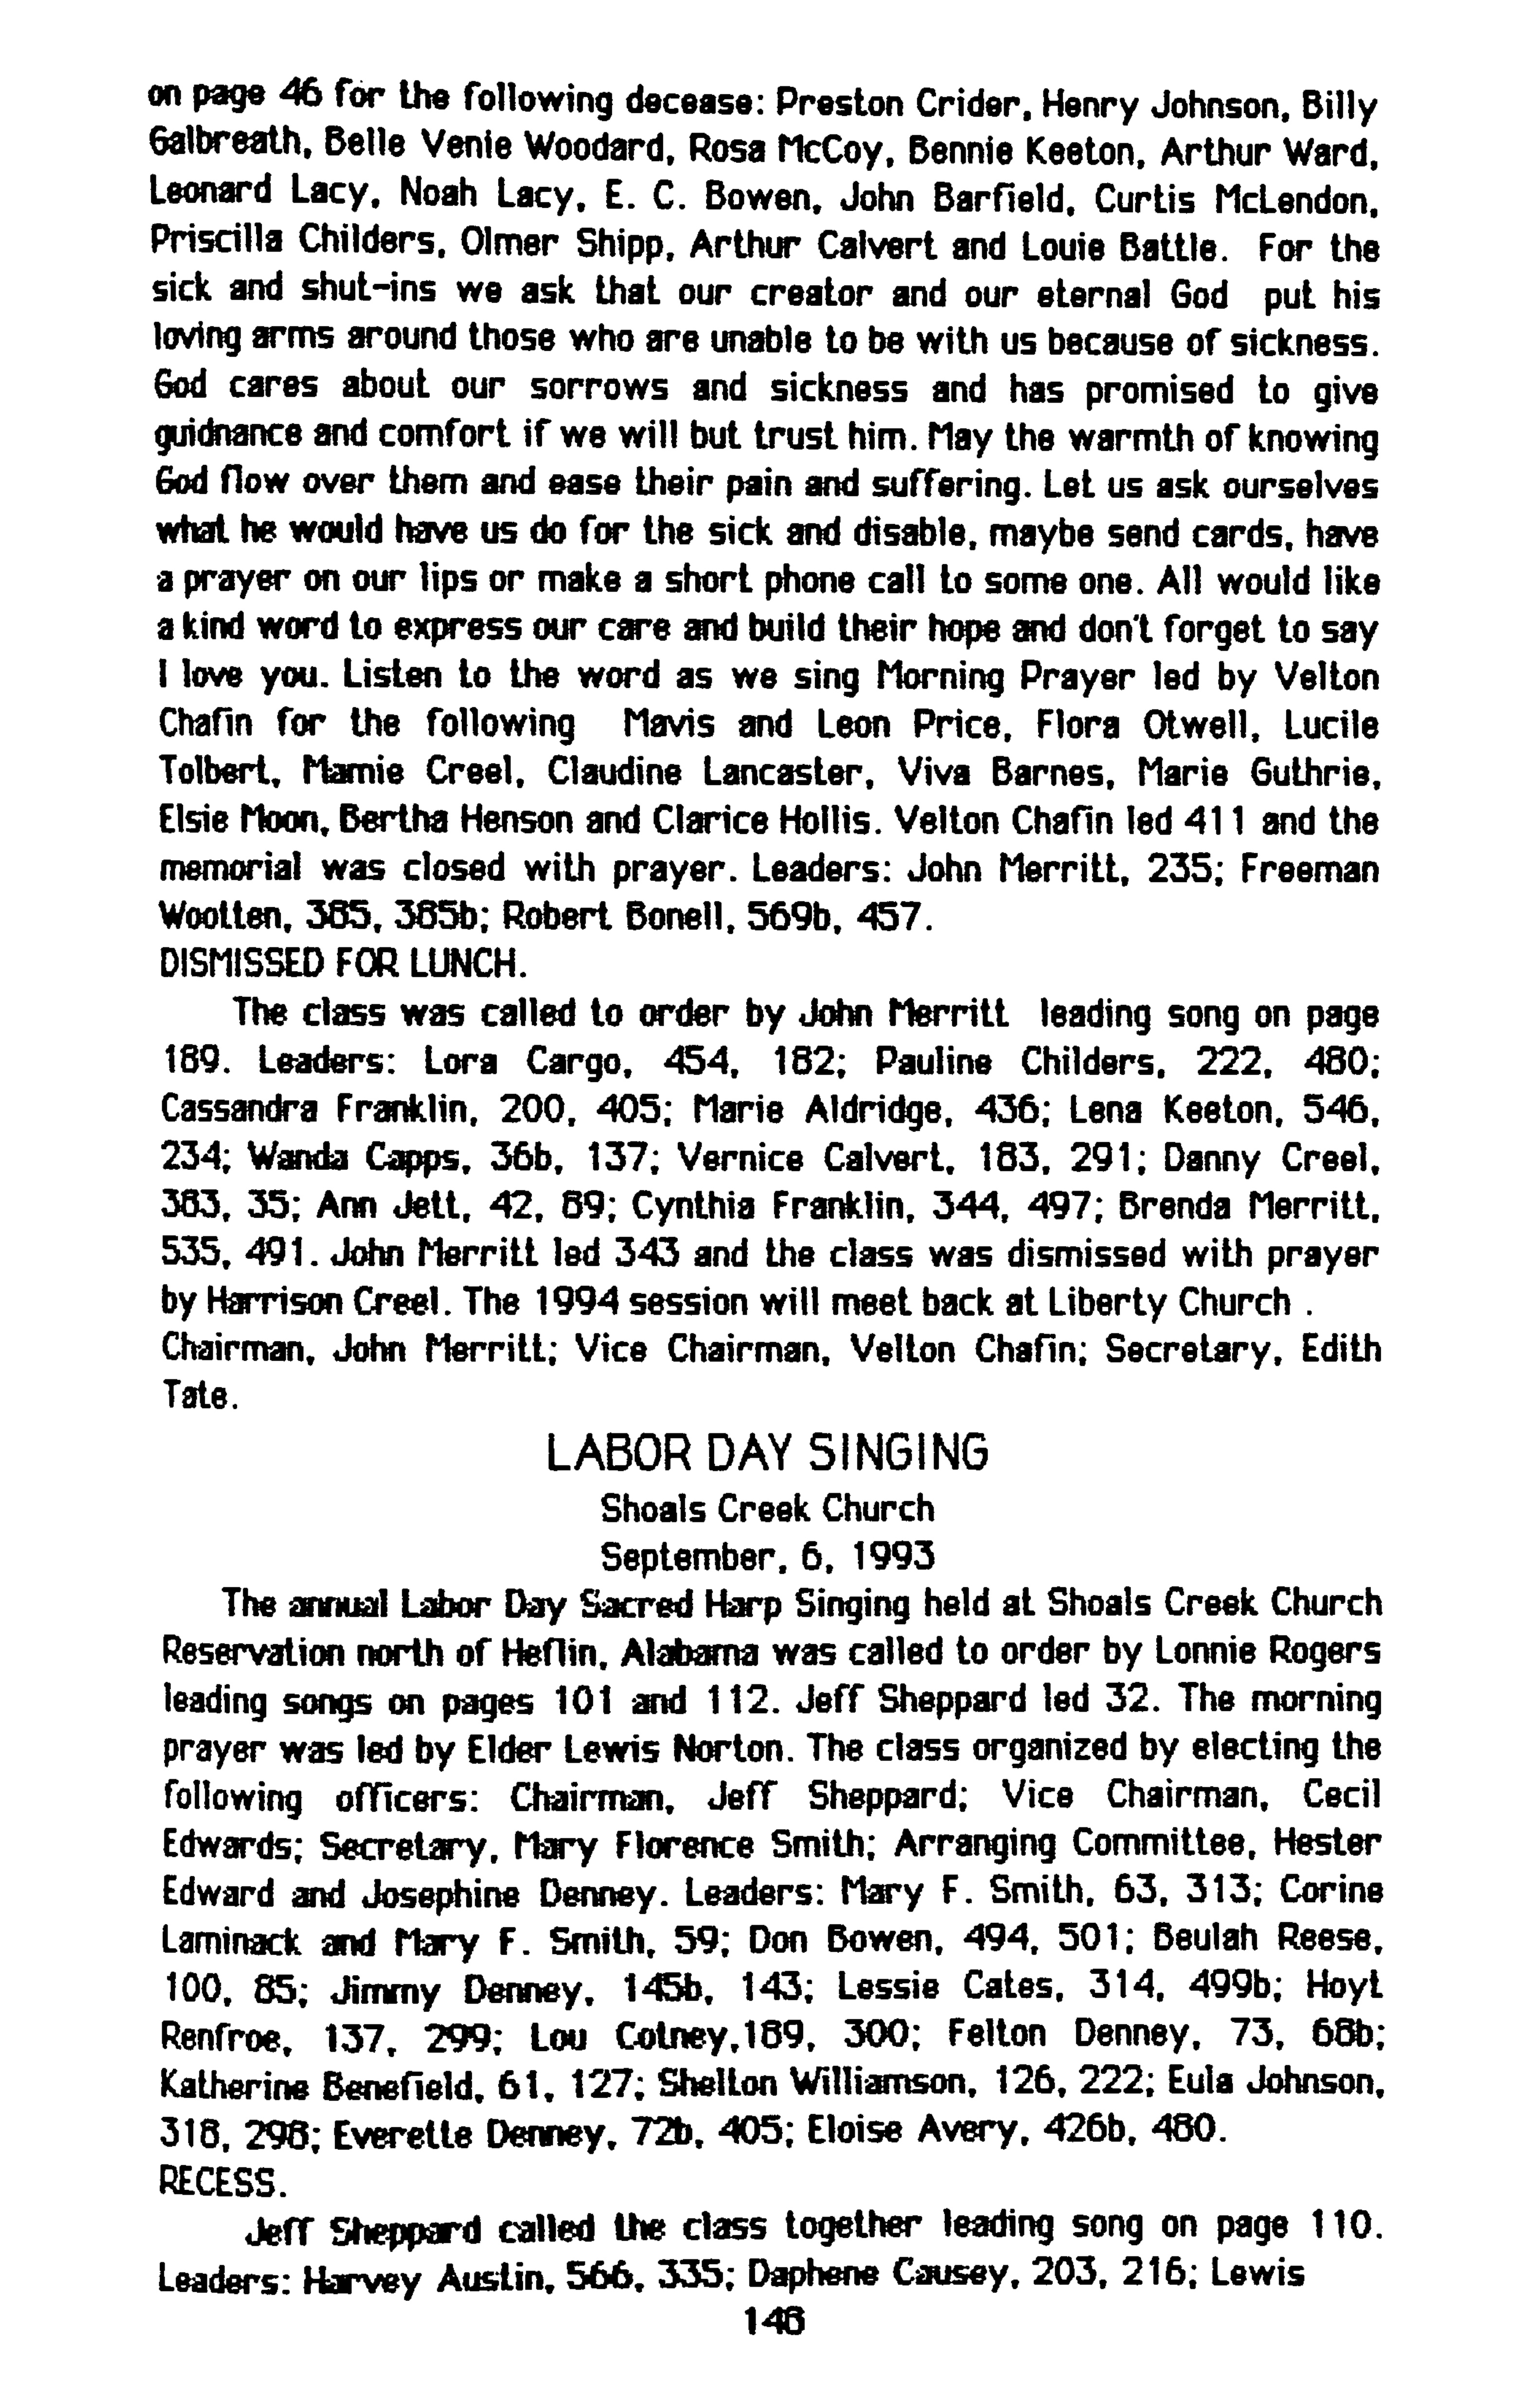 on page 46 for the following decease: Preston Crider, Henry Johnson, Billy
Galbreath, Belle Venie Woodard, Rosa McCoy, Bennie Keeton, Arthur Ward,
Leonard Lacy, Noah Lacy, E. C. Bowen, John Barfield, Curtis McLendon,
Priscilla Childers, Olmer Shipp, Arthur Calvert and Louie Battle. For the
sick and shut-ins we ask that our creator and our eternal God put his
loving arms around those who are unable to be with us because of sickness.
God cares about our sorrows and sickness and has promised to give
guidnance and comfort if we will but trust him. May the warmth of knowing
God flow over them and ease their pain and suffering. Let us ask ourselves
what he would have us do for the sick and disable, maybe send cards, have
a prayer on our lips or make a short phone call to some one. All would like
a kind word to express our care and build their hope and don't forget to say
I love you. Listen to the word as we sing Morning Prayer led by Velton
Chafin for the following Mavis and Leon Price, Flora Otwell, Lucile
Tolbert, Mamie Creel, Claudine Lancaster, Viva Barnes, Marie Guthrie,
Elsie Moon, Bertha Henson and Clarice Hollis. Velton Chafin led 411 and the
memorial was closed with prayer. Leaders: John Merritt, 235; Freeman
Wootten, 385, 385b; Robert Bonell, 569b, 457.
DISMISSED FOR LUNCH.
The class was called to order by John Merritt leading song on page
189. Leaders: Lora Cargo, 454, 182; Pauline Childers, 222, 480;
Cassandra Franklin, 200, 405; Marie Aldridge, 436; Lena Keeton, 546,
234; Wanda Capps, 36b, 137; Vernice Calvert, 183, 291; Danny Creel,
383, 35; Ann Jett, 42, 89; Cynthia Franklin, 344, 497; Brenda Merritt,
535, 491. John Merritt led 343 and the class was dismissed with prayer
by Harrison Creel. The 1994 session will meet back at Liberty Church .
Chairman, John Merritt; Vice Chairman, Velton Chafin; Secretary, Edith
Tate.
LABOR DAY SINGING
Shoals Creek Church
September, 6, 1993
The annual Labor Day Sacred Harp Singing held at Shoals Creek Church
Reservation north of Heflin, Alabama was called to order by Lonnie Rogers
leading songs on pages 101 and 112. Jeff Sheppard led 32. The morning
prayer was led by Elder Lewis Norton. The class organized by electing the
following officers: Chairman, Jeff Sheppard; Vice Chairman, Cecil
Edwards; Secretary, Mary Florence Smith; Arranging Committee, Hester
Edward and Josephine Denney. Leaders: Mary F. Smith, 63, 313; Corine
Laminack and Mary F. Smith, 59; Don Bowen, 494, 501; Beulah Reese,
100, 85; Jimmy Denney, 145b, 143; Lessie Cates, 314, 499b; Hoyt
Renfroe, 137, 299; Lou Cotney,189, 300; Felton Denney, 73, 68b;
Katherine Benefield, 61, 127; Shelton Williamson, 126, 222; Eula Johnson,
318, 298; Everette Denney, 72b, 405; Eloise Avery, 426b, 480.
RECESS.
Jeff Sheppard called the class together leading song on page 110.
Leaders: Harvey Austin, 566, 335; Daphene Causey, 203, 216; Lewis
148